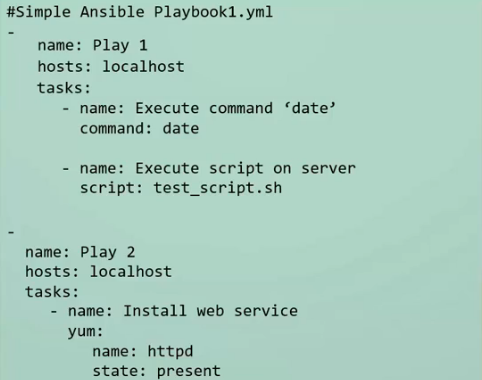 #Simple Ansible Playbook1.yml
-
name: Play 1
hosts: localhost
tasks:
- name: Execute command ‘date’
command: date
- name: Execute script on server
script: test_script.sh
-
name: Play 2
hosts: localhost
tasks:
- name: Install web service
yum:
name: httpd
state: present